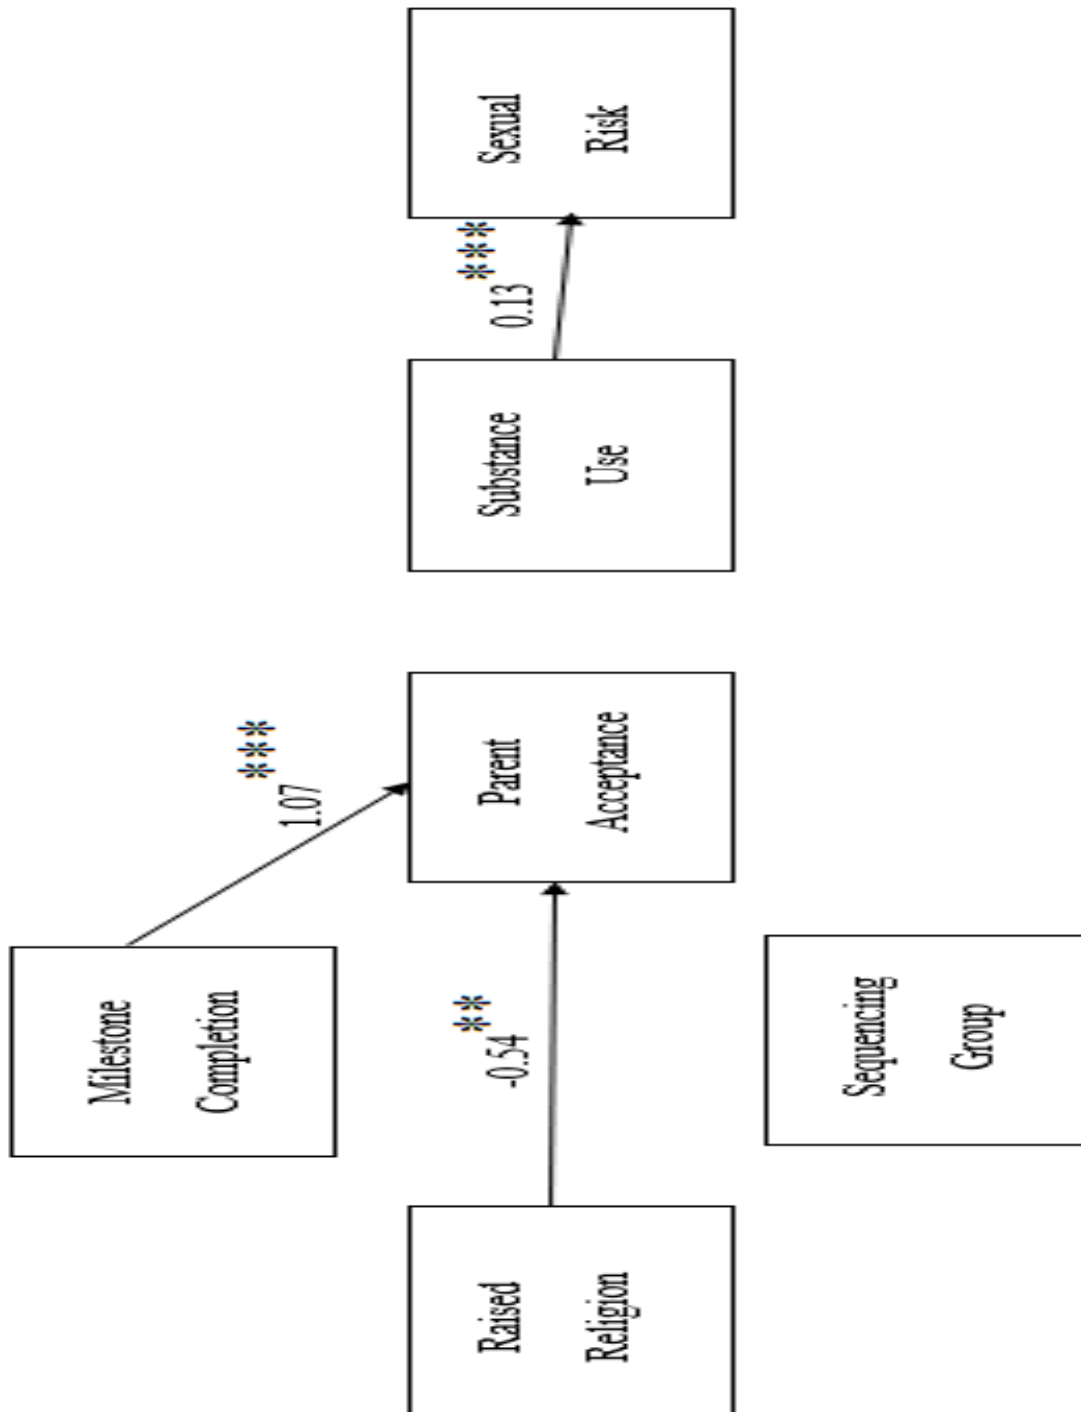 Milestone
Completion
***
1.07
Raised
Religion
**
-0.54
Parent
Acceptance
Substance
Use
***
0.13
Sexual
Risk
Sequencing
Group